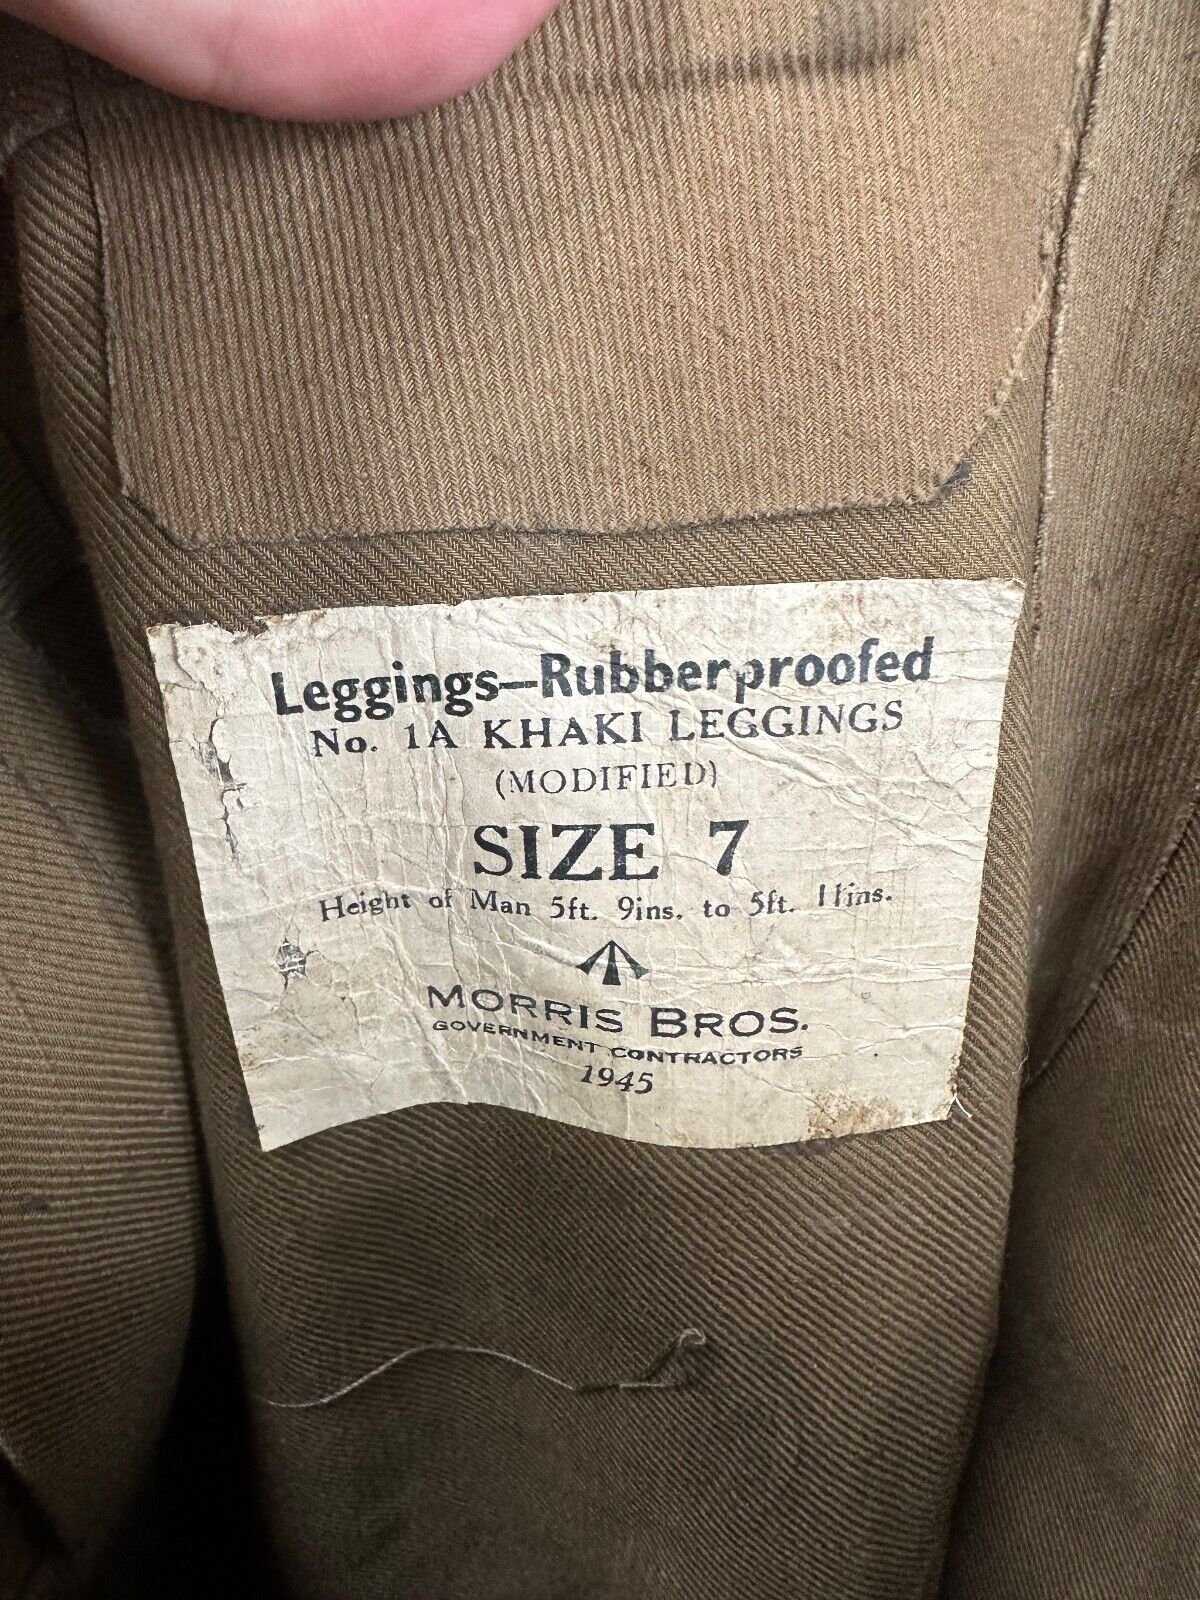 Leggings—Rubberproofed
No. 1A KHAKI LEGGINGS
(MODIFIED)
SIZE 7
Height of Man 5ft. 9ins. to 5ft. 11ins.
MORRIS BROS.
GOVERNMENT CONTRACTORS
1945